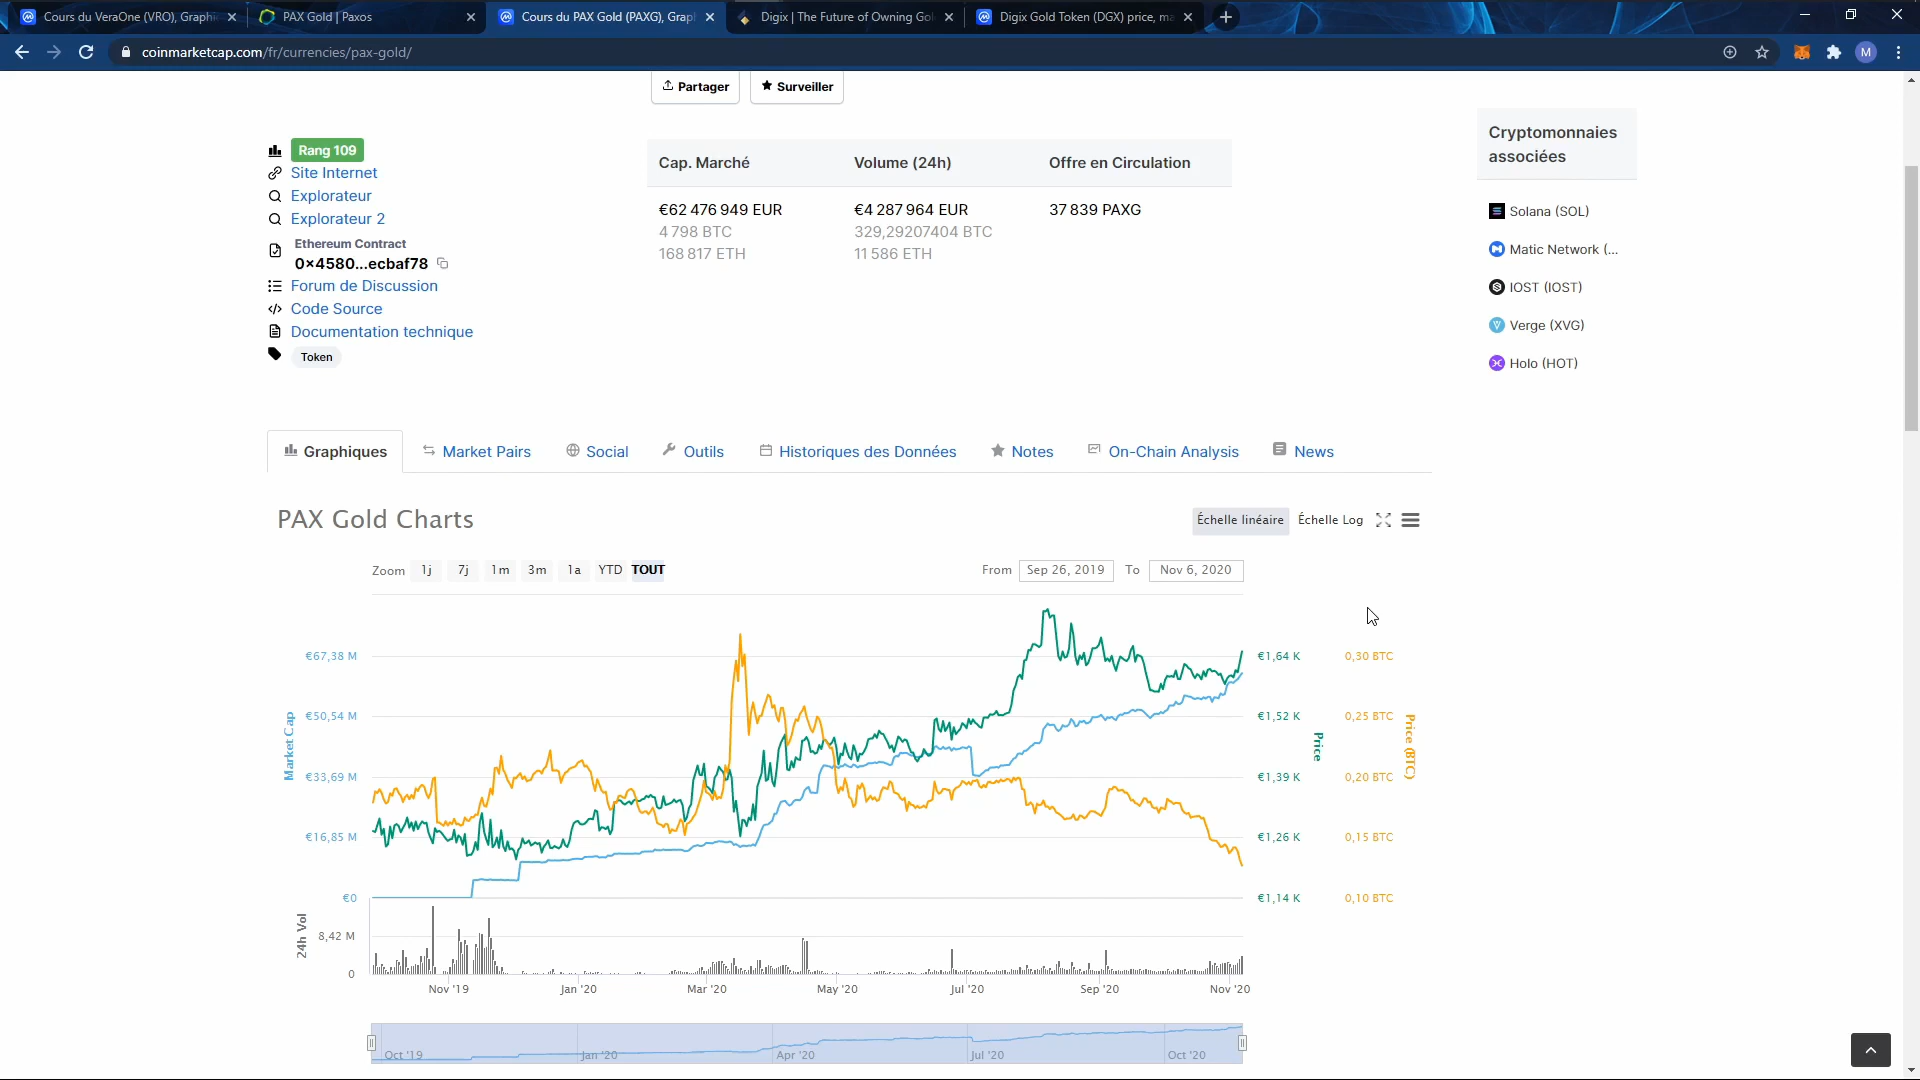 Cours du VeraOne (VRO), Graphi
PAX Gold | Paxos
Cours du PAX Gold (PAXG), Grap
Digix | The Future of Owning Gol
Digix Gold Token (DGX) price, ma
coinmarketcap.com/fr/currencies/pax-gold/
M
Partager
Surveiller
Rang 109
Site Internet
Explorateur
Explorateur 2
Ethereum Contract
0×4580...ecbaf78
Forum de Discussion
Code Source
Documentation technique
Token
Cap. Marché
Volume (24h)
Offre en Circulation
€62 476 949 EUR
€4 287 964 EUR
37 839 PAXG
4 798 BTC
329,29207404 BTC
168 817 ETH
11 586 ETH
Cryptomonnaies
associées
Solana (SOL)
Matic Network (...
IOST (IOST)
Verge (XVG)
Holo (HOT)
Graphiques
Market Pairs
Social
Outils
Historiques des Données
Notes
On-Chain Analysis
News
PAX Gold Charts
Échelle linéaire
Échelle Log
Zoom 1j 7j 1m 3m 1a YTD TOUT
From Sep 26, 2019 To Nov 6, 2020
€67,38 M
€1,64 K
0,30 BTC
€50,54 M
€1,52 K
0,25 BTC
Market Cap
Price
Price (BTC)
€33,69 M
€1,39 K
0,20 BTC
€16,85 M
€1,26 K
0,15 BTC
€0
€1,14 K
0,10 BTC
24h Vol
8,42 M
0
Nov '19
Jan '20
Mar '20
May '20
Jul '20
Sep '20
Nov '20
Oct '19
Jan '20
Apr '20
Jul '20
Oct '20